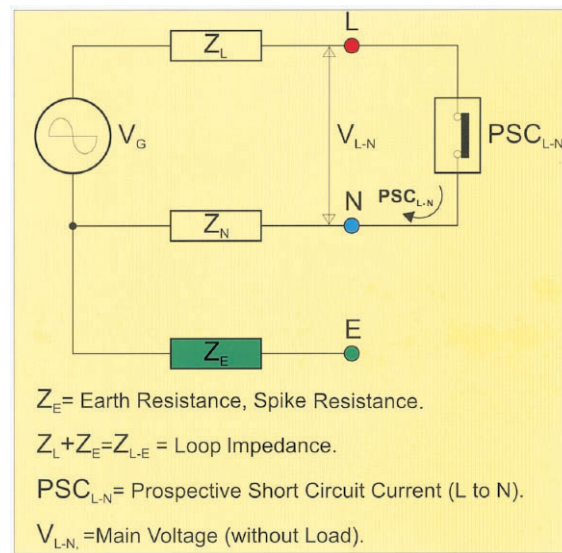 Z_L
L
V_G
V_L-N
PSC_L-N
N
PSC_L-N
Z_N
E
Z_E
Z_E= Earth Resistance, Spike Resistance.
Z_L+Z_E=Z_L-E = Loop Impedance.
PSC_L-N= Prospective Short Circuit Current (L to N).
V_L-N, =Main Voltage (without Load).